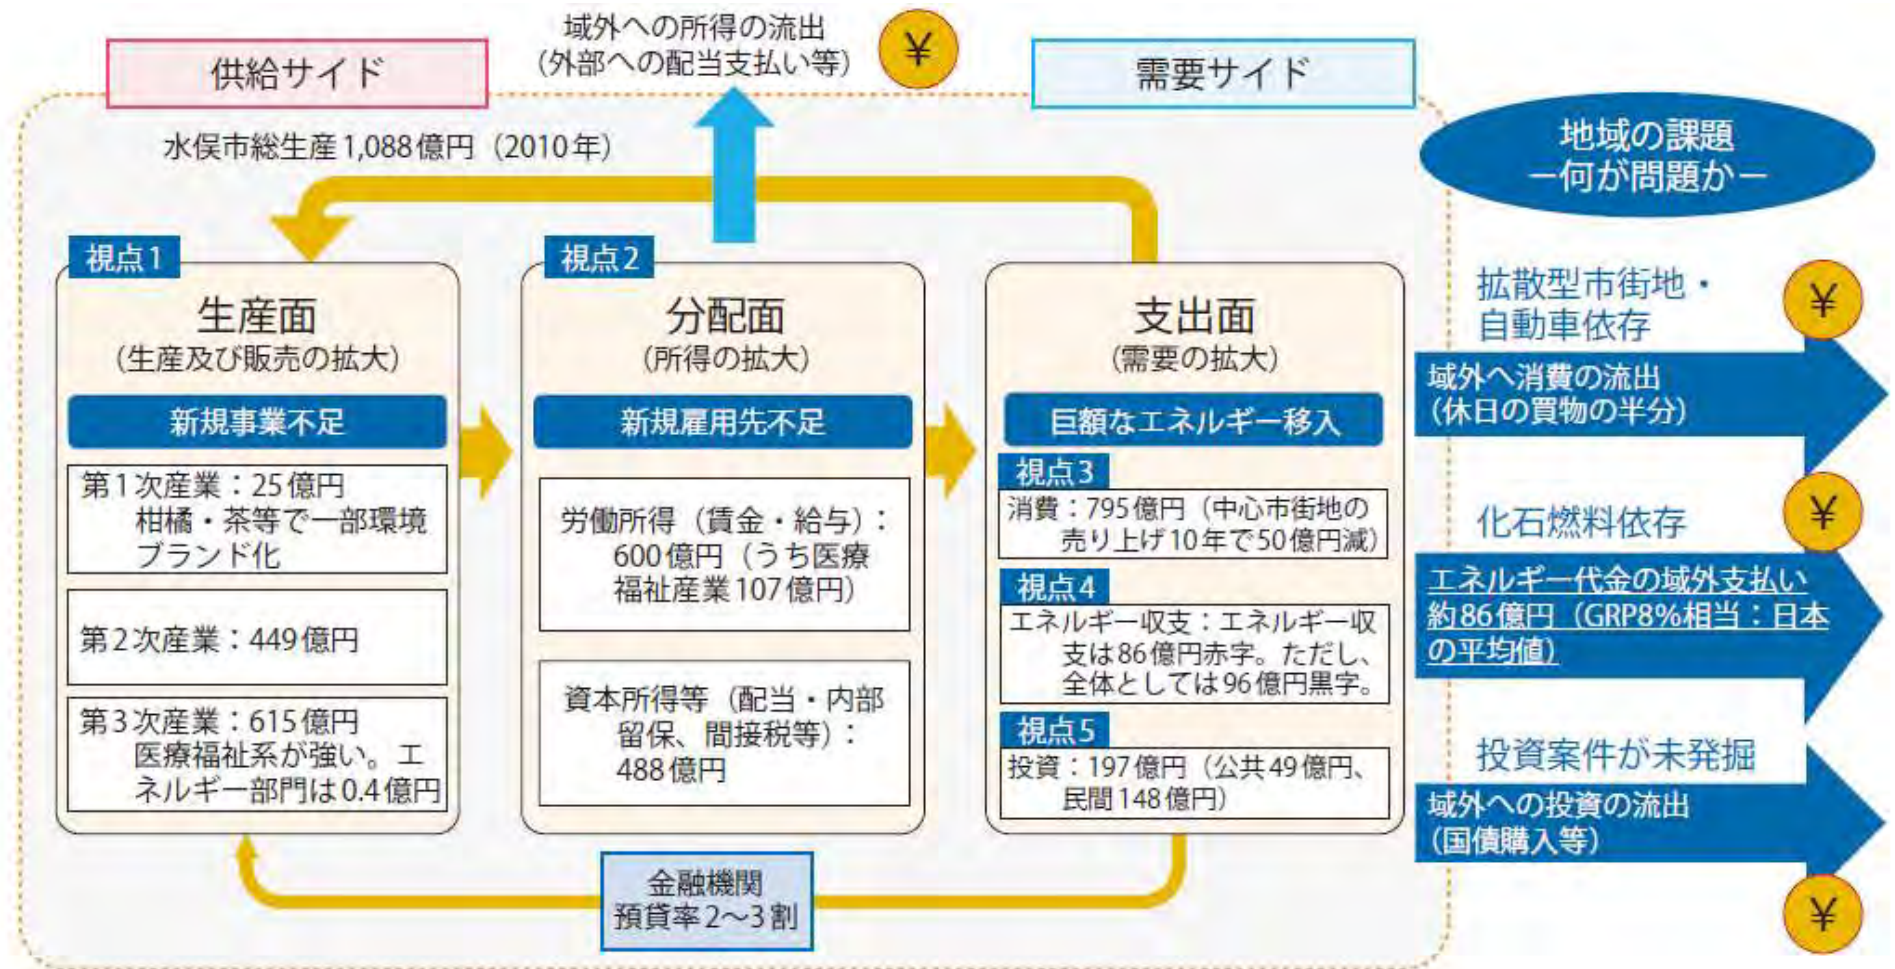 域外への所得の流出
（外部への配当支払い等）
¥
供給サイド
需要サイド
水俣市総生産1,088億円（2010年）
視点1
生産面
（生産及び販売の拡大）
新規事業不足
第1次産業：25億円
柑橘・茶等で一部環境
ブランド化
第2次産業：449億円
第3次産業：615億円
医療福祉系が強い。エ
ネルギー部門は0.4億円
視点2
分配面
（所得の拡大）
新規雇用先不足
労働所得（賃金・給与）：
600億円（うち医療
福祉産業107億円）
資本所得等（配当・内部
留保、間接税等）：
488億円
支出面
（需要の拡大）
巨額なエネルギー移入
視点3
消費：795億円（中心市街地の
売り上げ10年で50億円減）
視点4
エネルギー収支：エネルギー収
支は86億円赤字。ただし、
全体としては96億円黒字。
視点5
投資：197億円（公共49億円、
民間148億円）
金融機関
預貸率2～3割
地域の課題
－何が問題か－
拡散型市街地・
自動車依存
¥
域外へ消費の流出
（休日の買物の半分）
化石燃料依存
¥
エネルギー代金の域外支払い
約86億円（GRP8%相当：日本
の平均値）
投資案件が未発掘
域外への投資の流出
（国債購入等）
¥